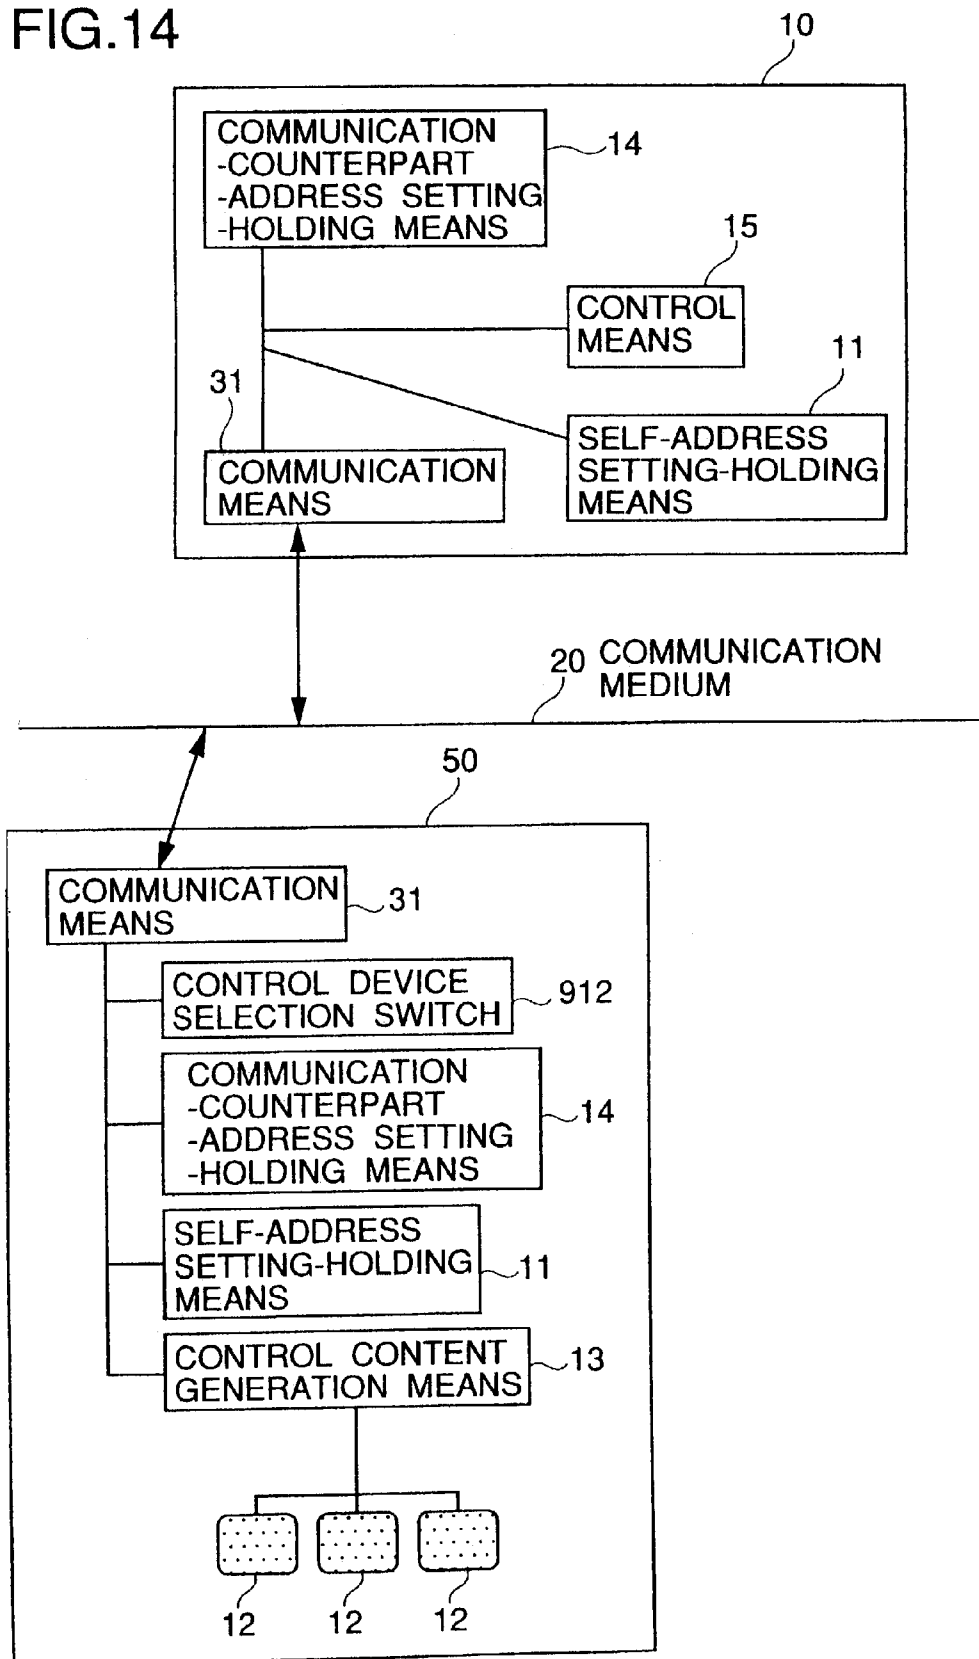 FIG.14
10
COMMUNICATION
-COUNTERPART
-ADDRESS SETTING
-HOLDING MEANS
14
15
CONTROL
MEANS
11
31
SELF-ADDRESS
SETTING-HOLDING
MEANS
COMMUNICATION
MEANS
20 COMMUNICATION
MEDIUM
50
COMMUNICATION
MEANS
31
CONTROL DEVICE
SELECTION SWITCH
912
COMMUNICATION
-COUNTERPART
-ADDRESS SETTING
-HOLDING MEANS
14
SELF-ADDRESS
SETTING-HOLDING
MEANS
11
CONTROL CONTENT
GENERATION MEANS
13
12 12 12